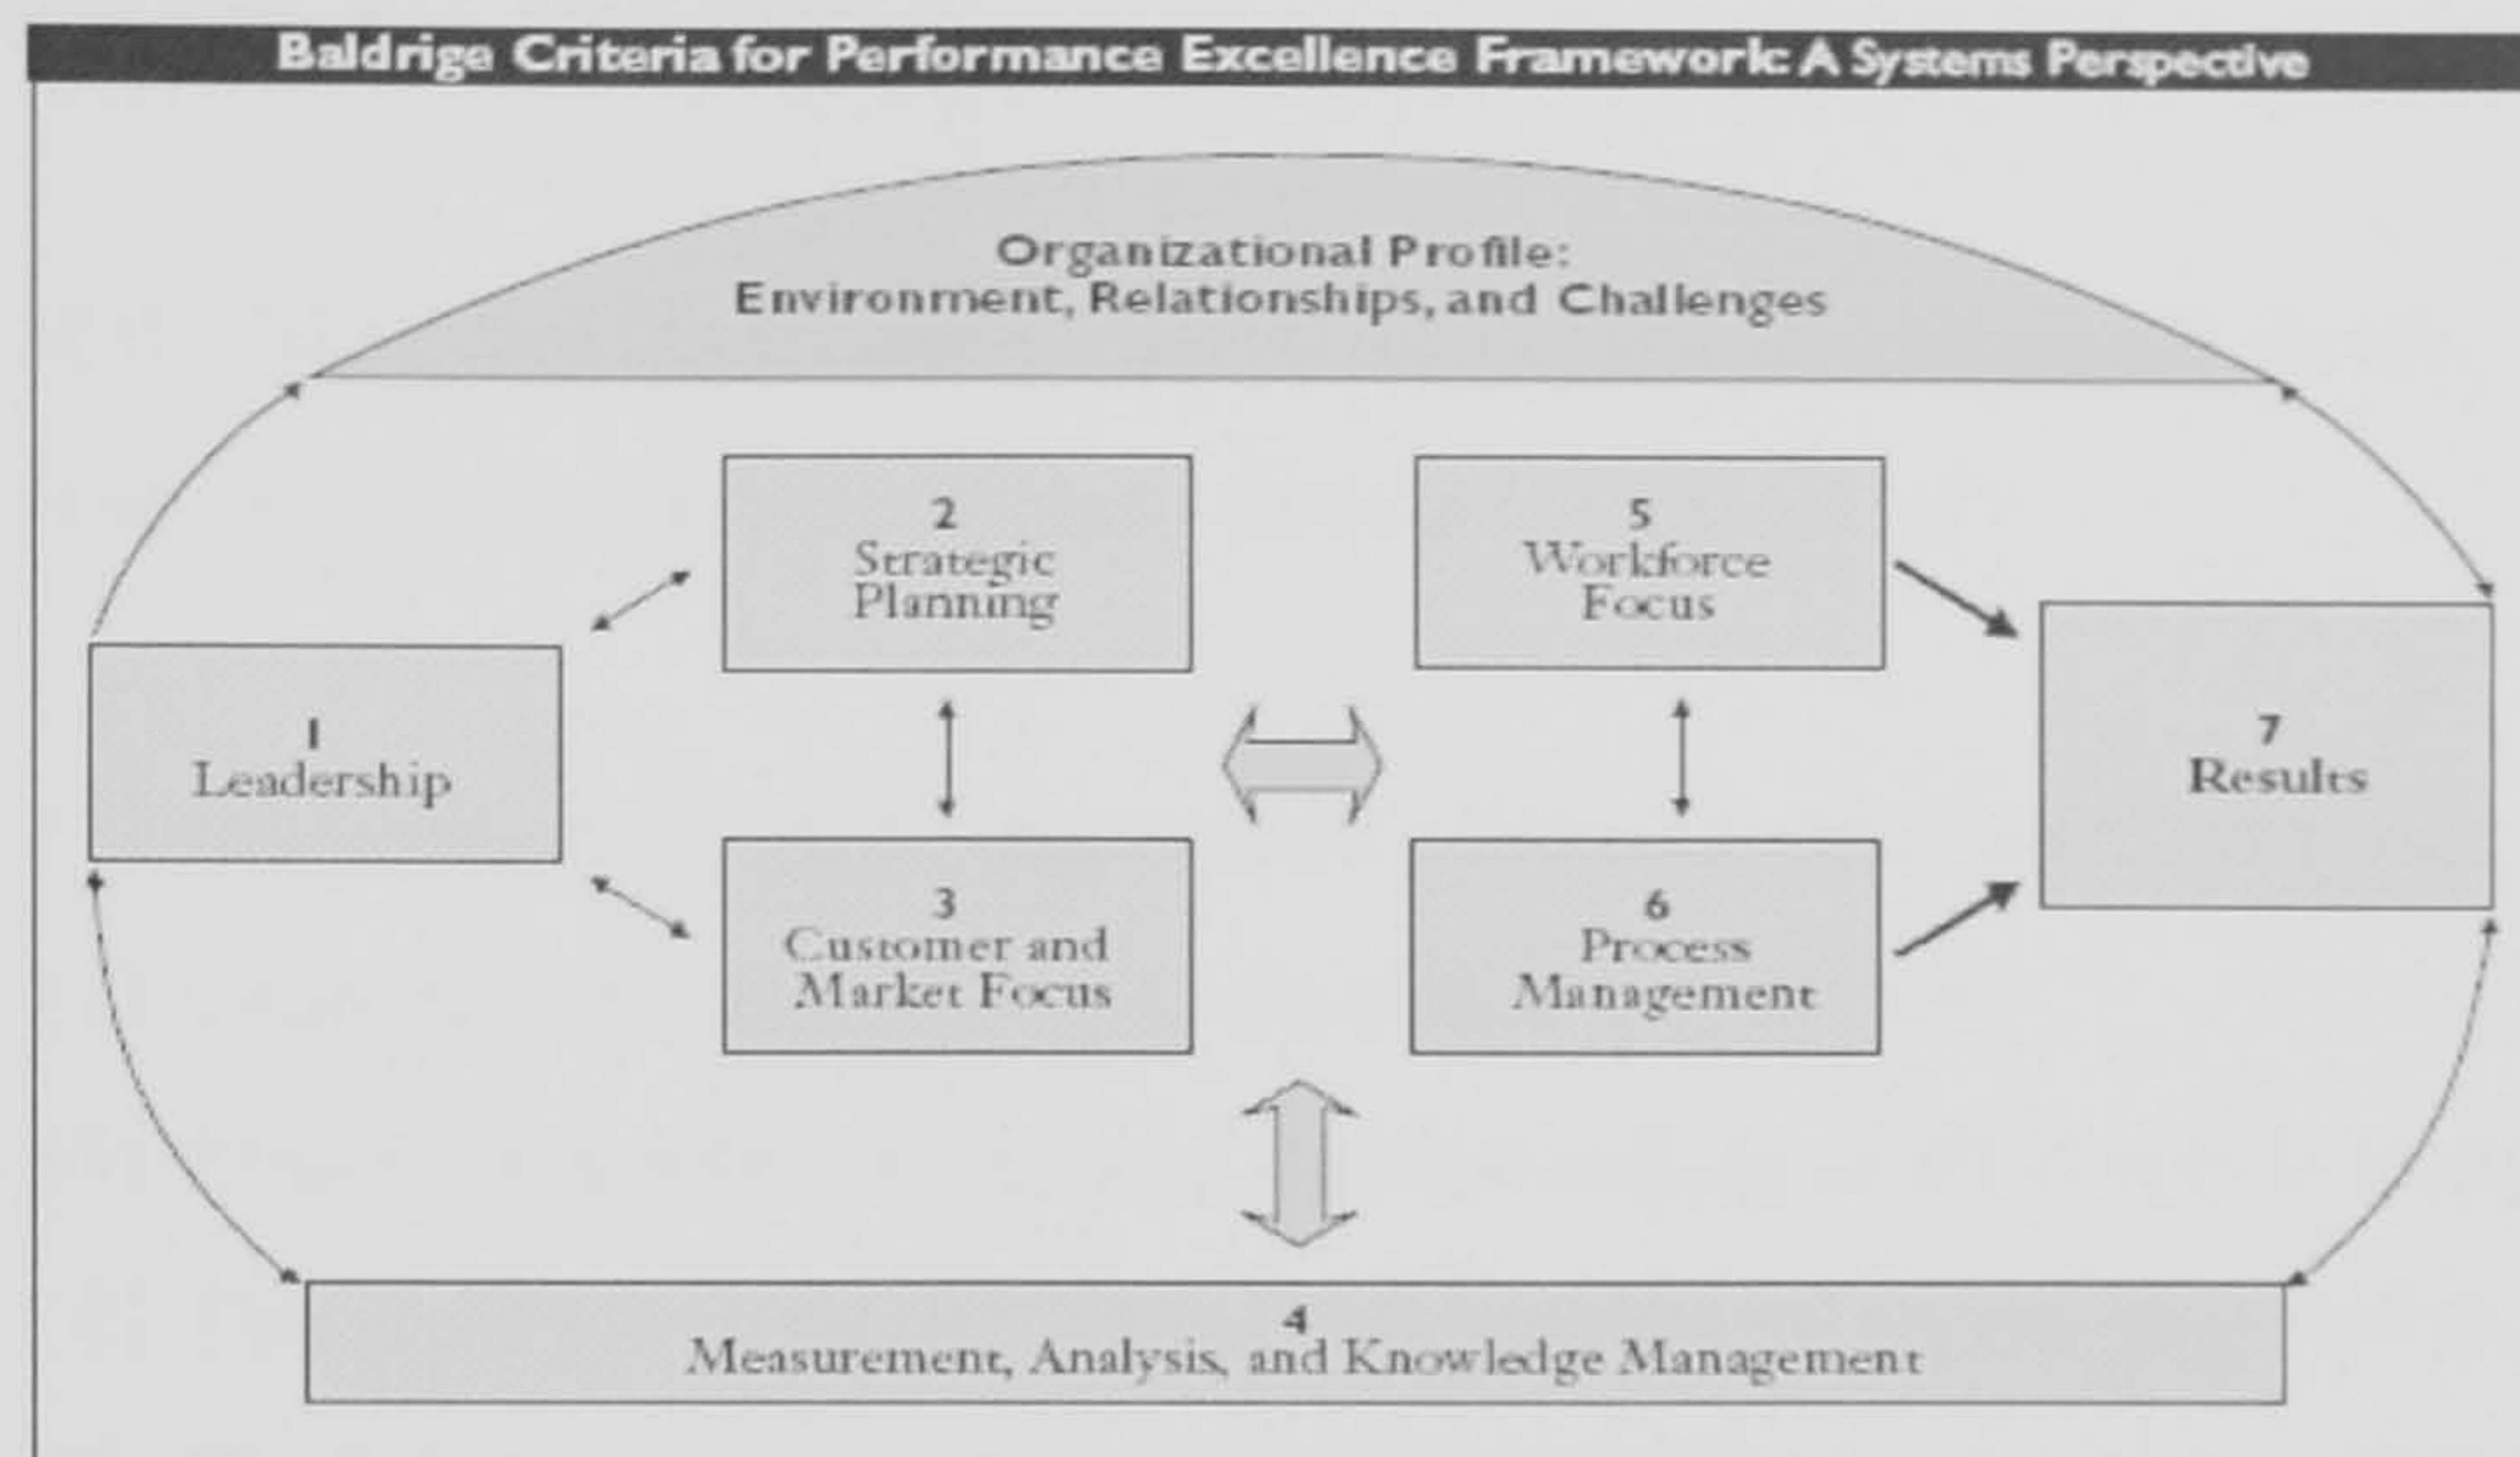 Baldrige Criteria for Performance Excellence Framework: A Systems Perspective
Organizational Profile:
Environment, Relationships, and Challenges
2
Strategic
Planning
5
Workforce
Focus
1
Leadership
7
Results
3
Customer and
Market Focus
6
Process
Management
4
Measurement, Analysis, and Knowledge Management